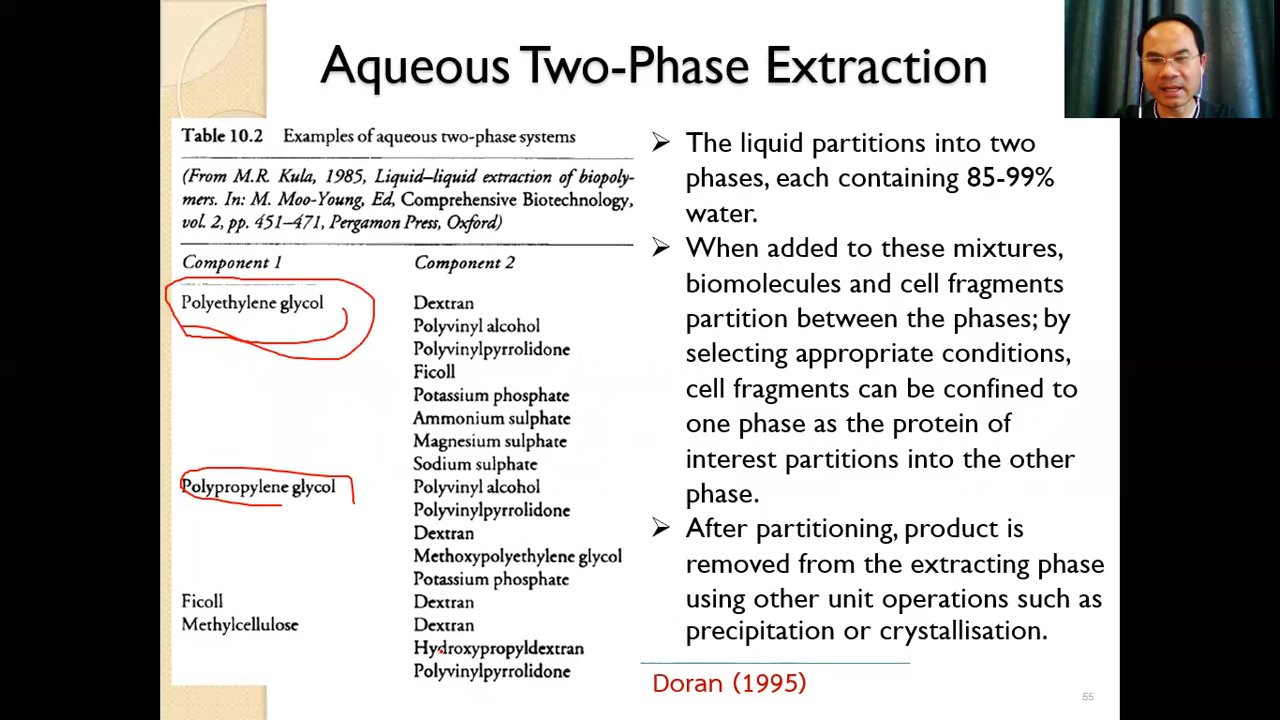 Aqueous Two-Phase Extraction
Table 10.2 Examples of aqueous two-phase systems
(From M.R. Kula, 1985, Liquid–liquid extraction of biopoly-
mers. In: M. Moo-Young, Ed, Comprehensive Biotechnology,
vol. 2, pp. 451–471, Pergamon Press, Oxford)
Component 1 Component 2
Polyethylene glycol Dextran
Polyvinyl alcohol
Polyvinylpyrrolidone
Ficoll
Potassium phosphate
Ammonium sulphate
Magnesium sulphate
Sodium sulphate
Polypropylene glycol Polyvinyl alcohol
Polyvinylpyrrolidone
Dextran
Methoxypolyethylene glycol
Potassium phosphate
Ficoll Dextran
Methylcellulose Dextran
Hydroxypropyldextran
Polyvinylpyrrolidone
The liquid partitions into two
phases, each containing 85-99%
water.
When added to these mixtures,
biomolecules and cell fragments
partition between the phases; by
selecting appropriate conditions,
cell fragments can be confined to
one phase as the protein of
interest partitions into the other
phase.
After partitioning, product is
removed from the extracting phase
using other unit operations such as
precipitation or crystallisation.
Doran (1995)
55